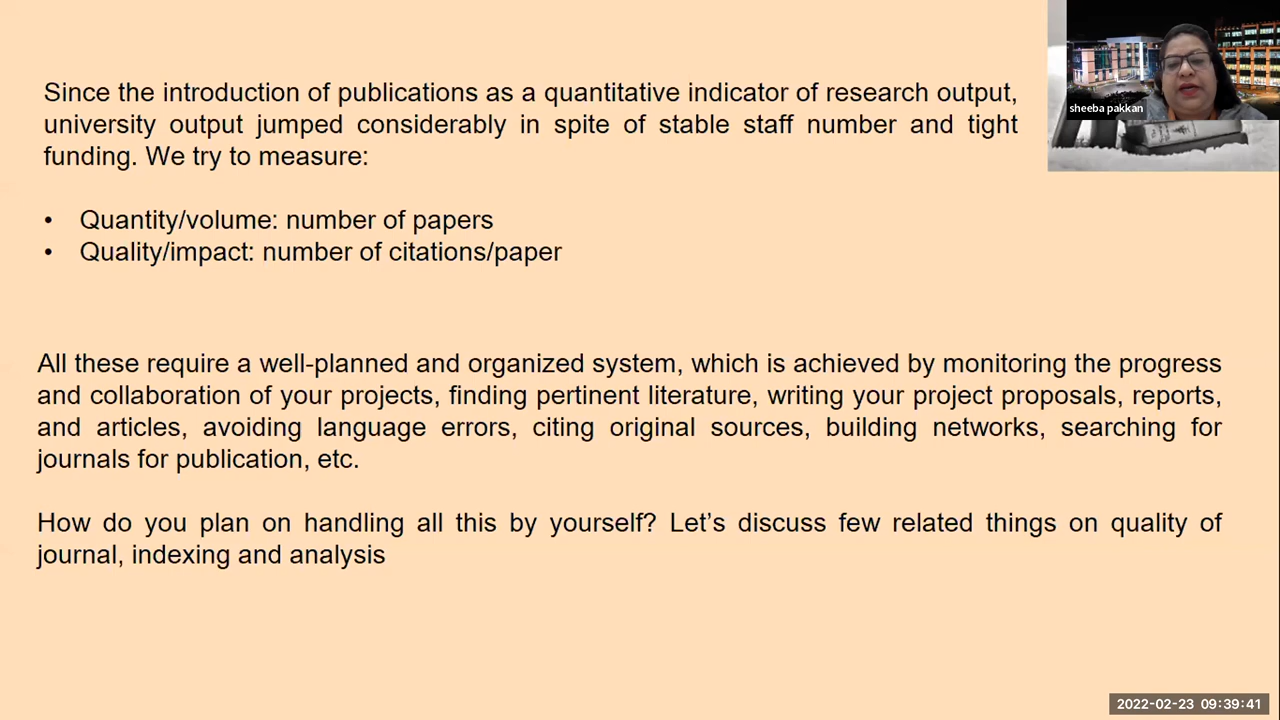 Since the introduction of publications as a quantitative indicator of research output,
university output jumped considerably in spite of stable staff number and tight
funding. We try to measure:
• Quantity/volume: number of papers
• Quality/impact: number of citations/paper
All these require a well-planned and organized system, which is achieved by monitoring the progress
and collaboration of your projects, finding pertinent literature, writing your project proposals, reports,
and articles, avoiding language errors, citing original sources, building networks, searching for
journals for publication, etc.
How do you plan on handling all this by yourself? Let’s discuss few related things on quality of
journal, indexing and analysis
sheeba pakkan
2022-02-23 09:39:41